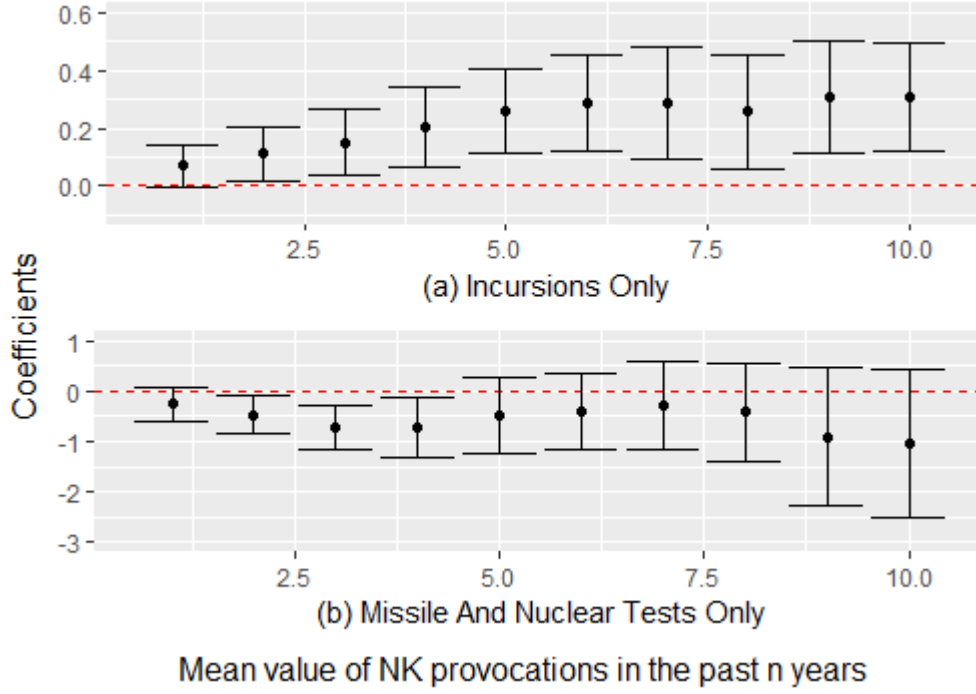 0.6
0.4
0.2
0.0
2.5 5.0 7.5 10.0
(a) Incursions Only
Coefficients
1
0
-1
-2
-3
2.5 5.0 7.5 10.0
(b) Missile And Nuclear Tests Only
Mean value of NK provocations in the past n years